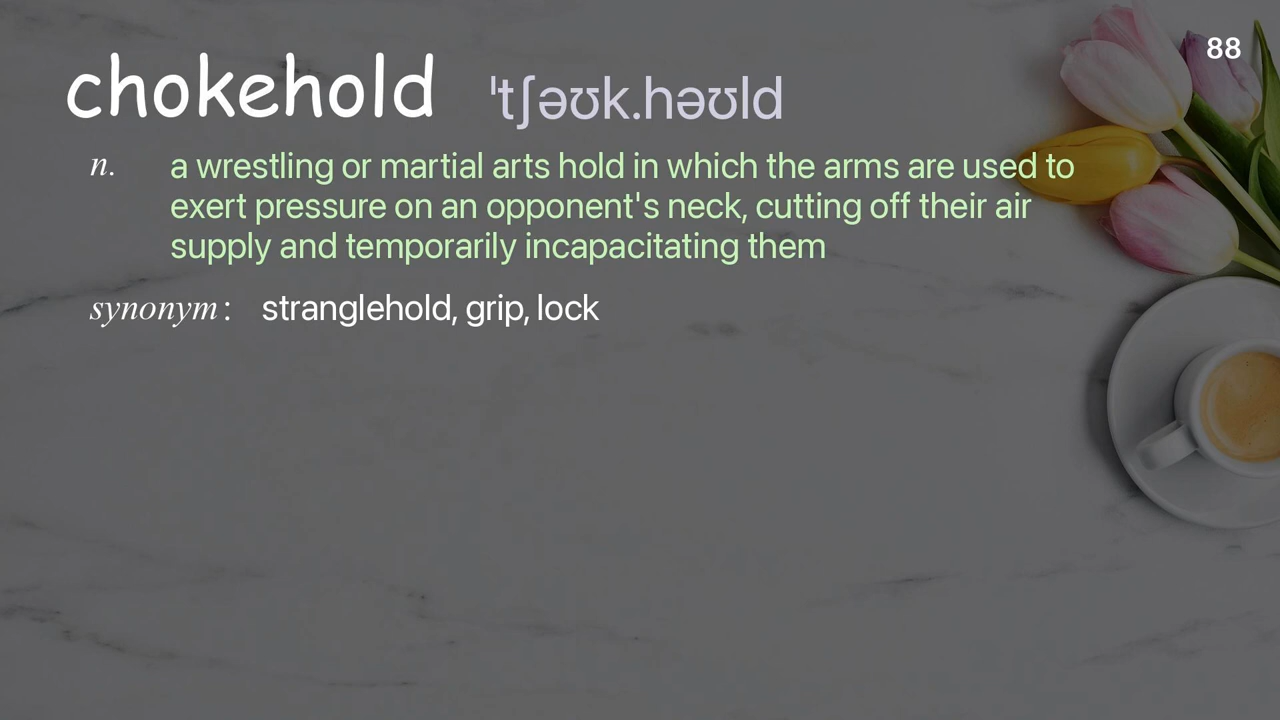 88
chokehold ˈtʃəʊk.həʊld
n. a wrestling or martial arts hold in which the arms are used to
exert pressure on an opponent's neck, cutting off their air
supply and temporarily incapacitating them
synonym: stranglehold, grip, lock